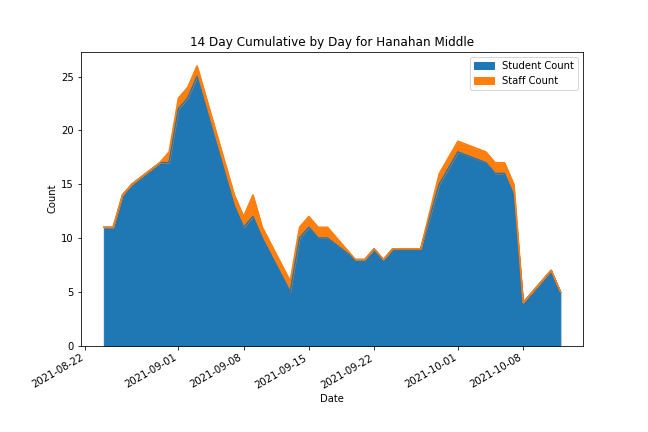 14 Day Cumulative by Day for Hanahan Middle
Student Count
Staff Count
25
20
15
10
5
0
Count
2021-08-22
2021-09-01
2021-09-08
2021-09-15
2021-09-22
2021-10-01
2021-10-08
Date